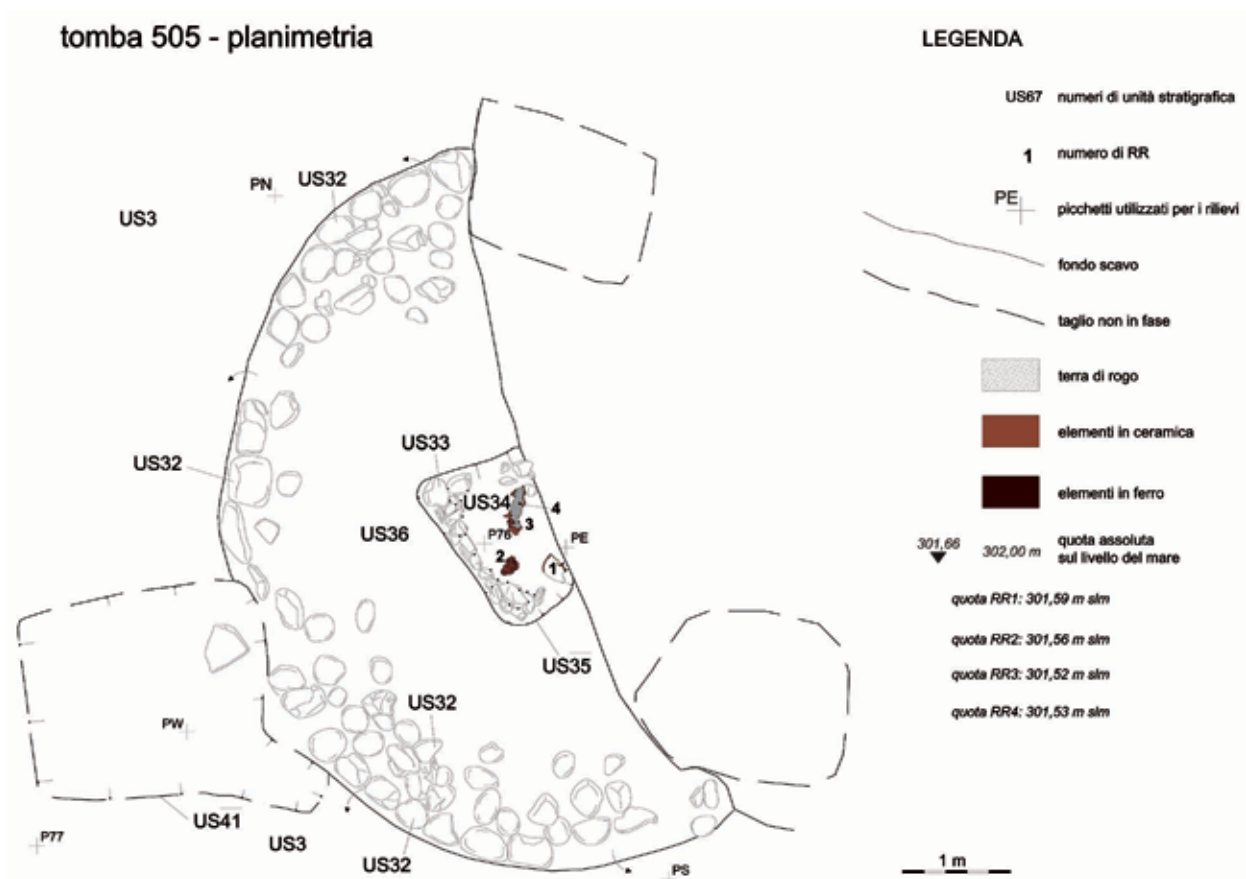 tomba 505 - planimetria
LEGENDA
US67 numeri di unità stratigrafica
1 numero di RR
PE picchetti utilizzati per i rilievi
fondo scavo
taglio non in fase
terra di rogo
elementi in ceramica
elementi in ferro
301,66 302,00 m quota assoluta
sul livello del mare
quota RR1: 301,59 m slm
quota RR2: 301,56 m slm
quota RR3: 301,52 m slm
quota RR4: 301,53 m slm
1 m
PN
US32
US3
US33
US32
US34
4
3
US36
P76
PE
2
1
US35
US32
PW
US41
P77
US3
US32
PS